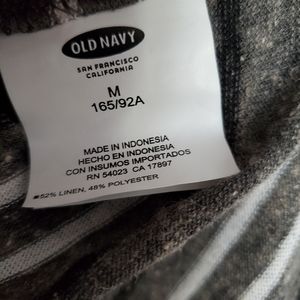 OLD NAVY
SAN FRANCISCO
CALIFORNIA
M
165/92A
MADE IN INDONESIA
HECHO EN INDONESIA
CON INSUMOS IMPORTADOS
RN 54023 CA 17897
52% LINEN, 48% POLYESTER